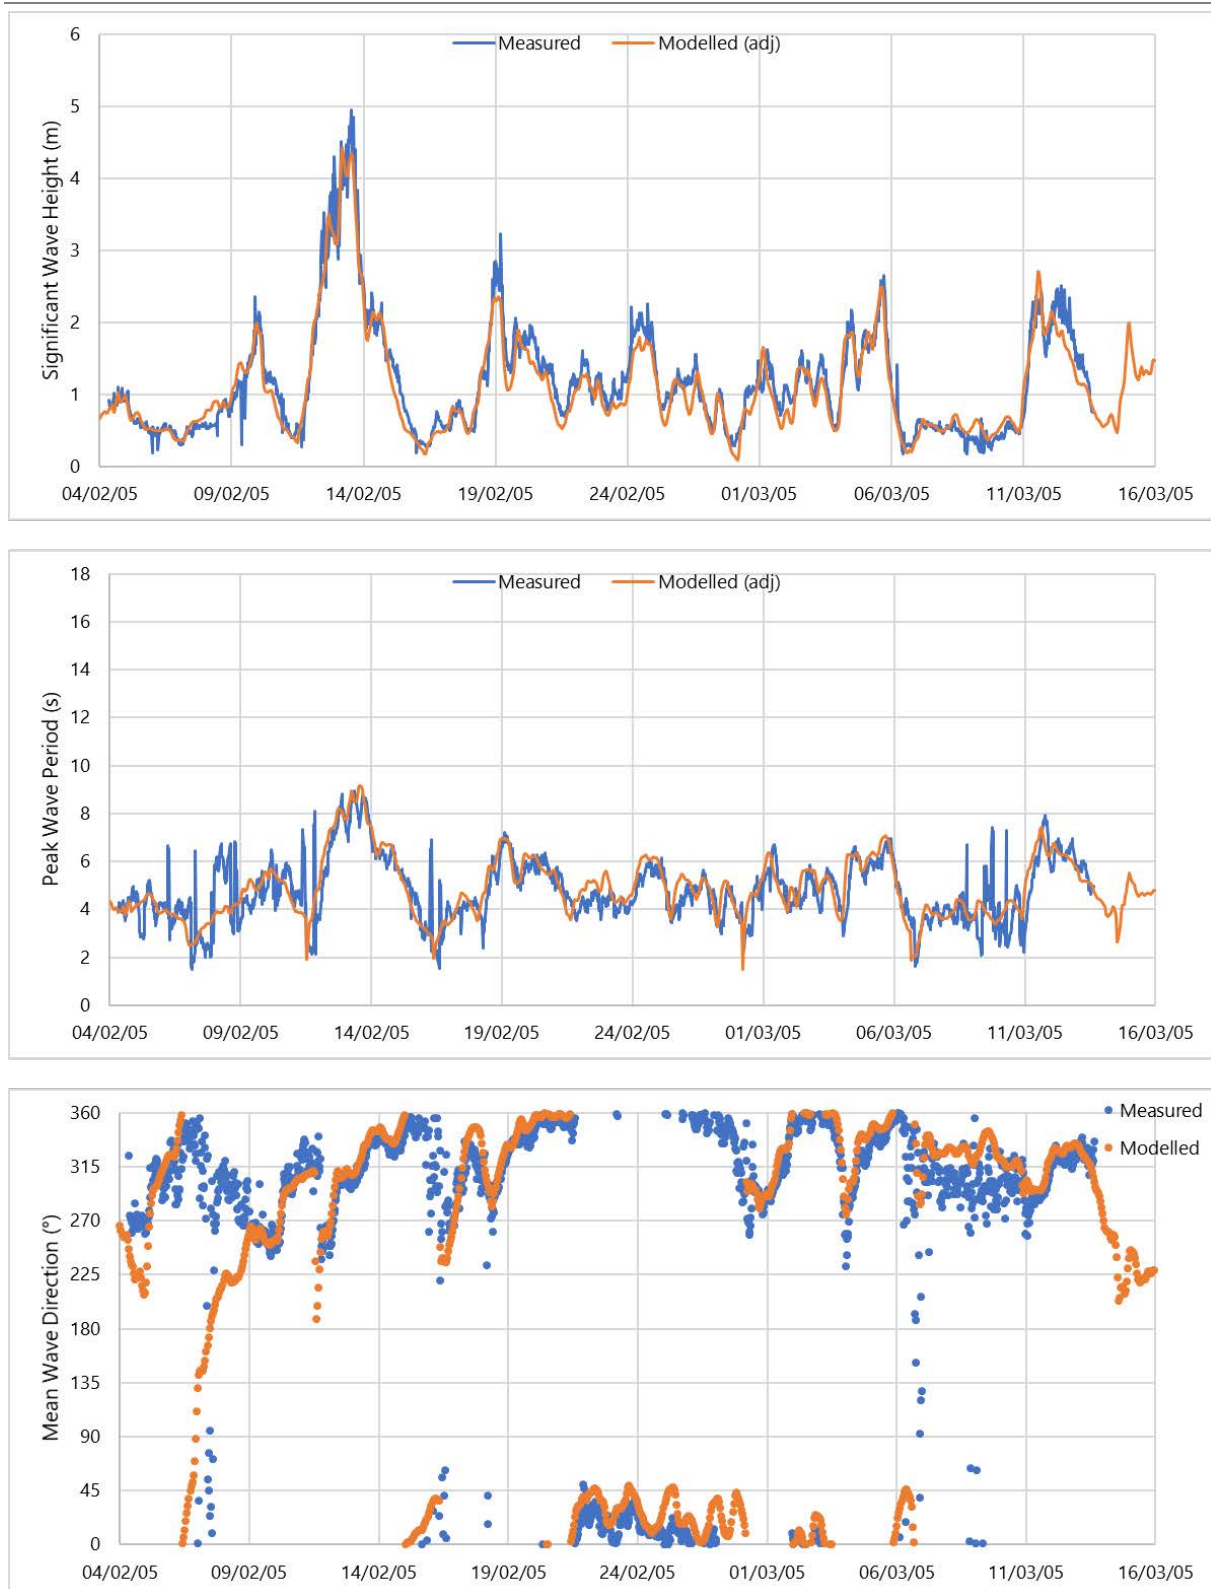 Measured Modelled (adj)
Significant Wave Height (m)
6
5
4
3
2
1
0
04/02/05 09/02/05 14/02/05 19/02/05 24/02/05 01/03/05 06/03/05 11/03/05 16/03/05
Measured Modelled (adj)
Peak Wave Period (s)
18
16
14
12
10
8
6
4
2
0
04/02/05 09/02/05 14/02/05 19/02/05 24/02/05 01/03/05 06/03/05 11/03/05 16/03/05
Measured
Modelled
Mean Wave Direction (°)
360
315
270
225
180
135
90
45
0
04/02/05 09/02/05 14/02/05 19/02/05 24/02/05 01/03/05 06/03/05 11/03/05 16/03/05